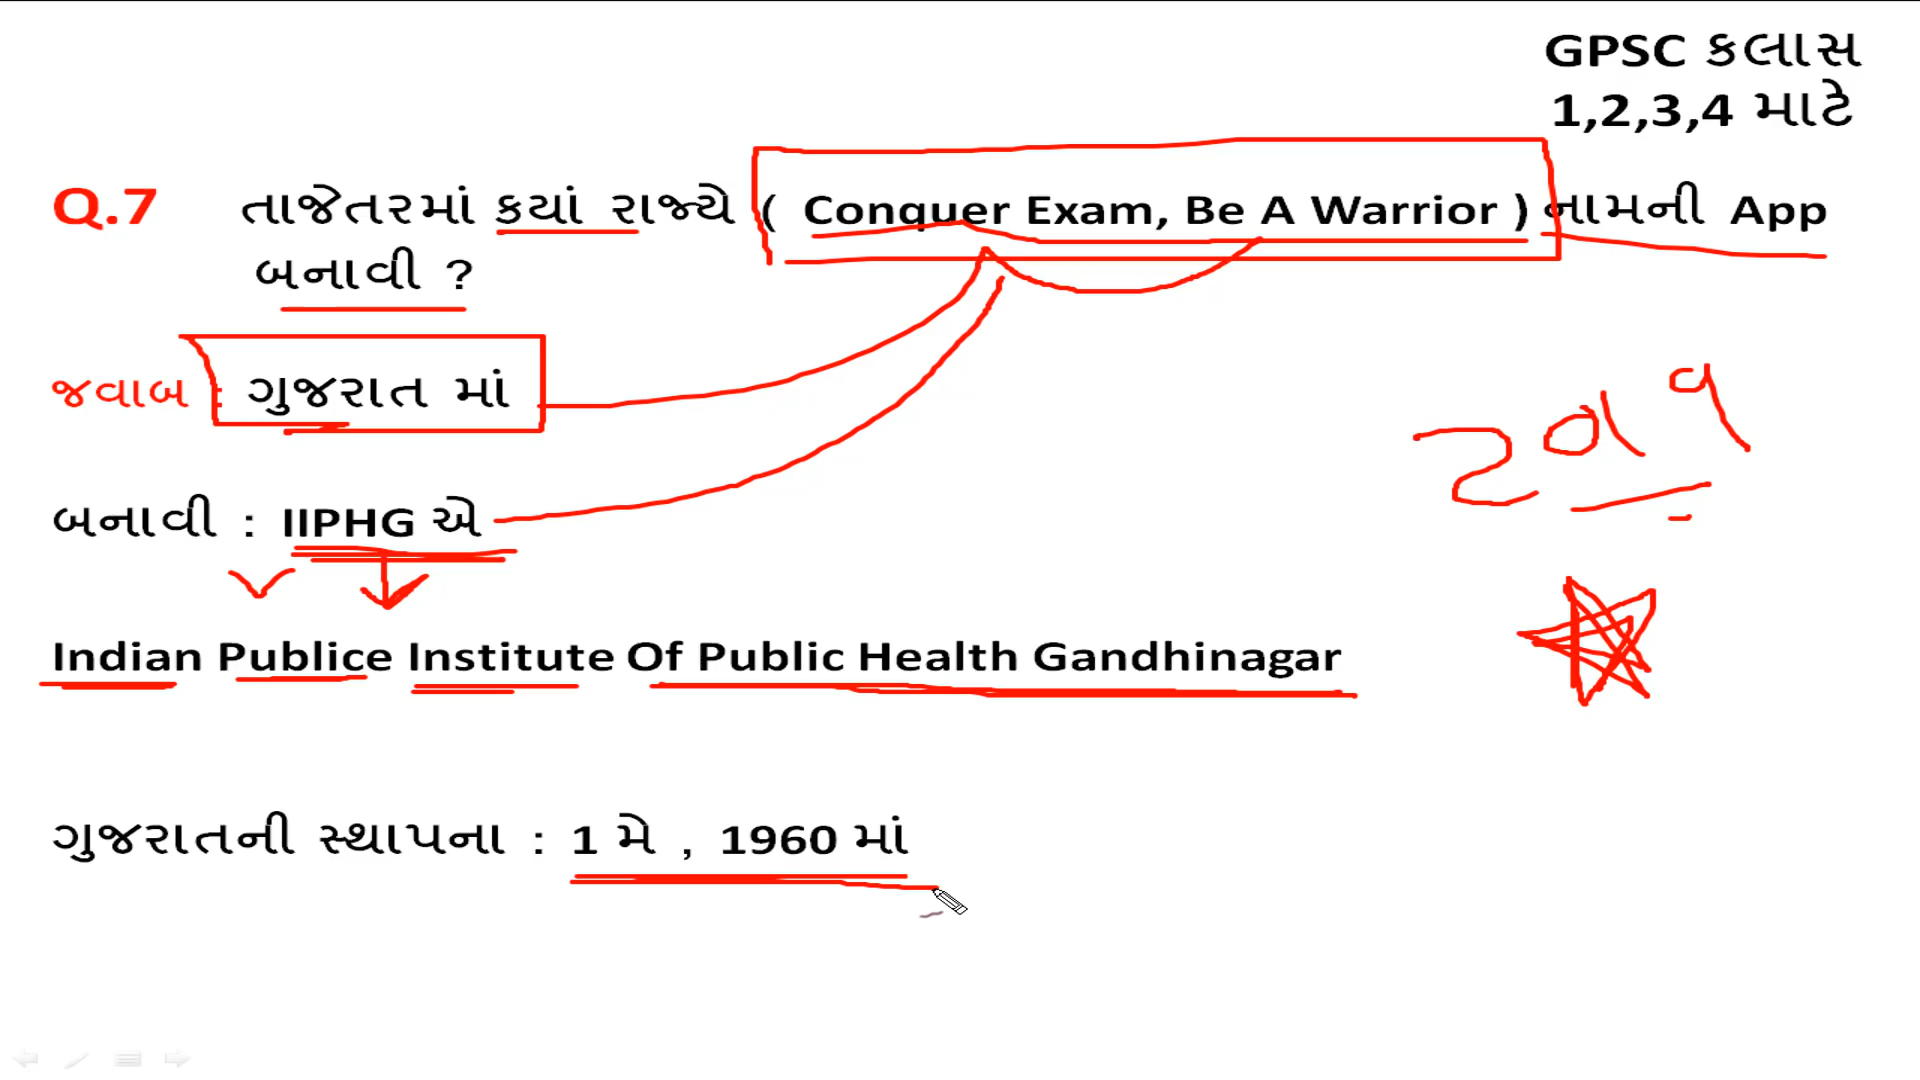 GPSC કલાસ
1,2,3,4 માટે
Q.7 તાજેતરમાં કયાં રાજ્યે ( Conquer Exam, Be A Warrior ) નામની App
બનાવી ?
જવાબ : ગુજરાત માં
બનાવી : IIPHG એ
Indian Publice Institute Of Public Health Gandhinagar
ગુજરાતની સ્થાપના : 1 મે , 1960 માં